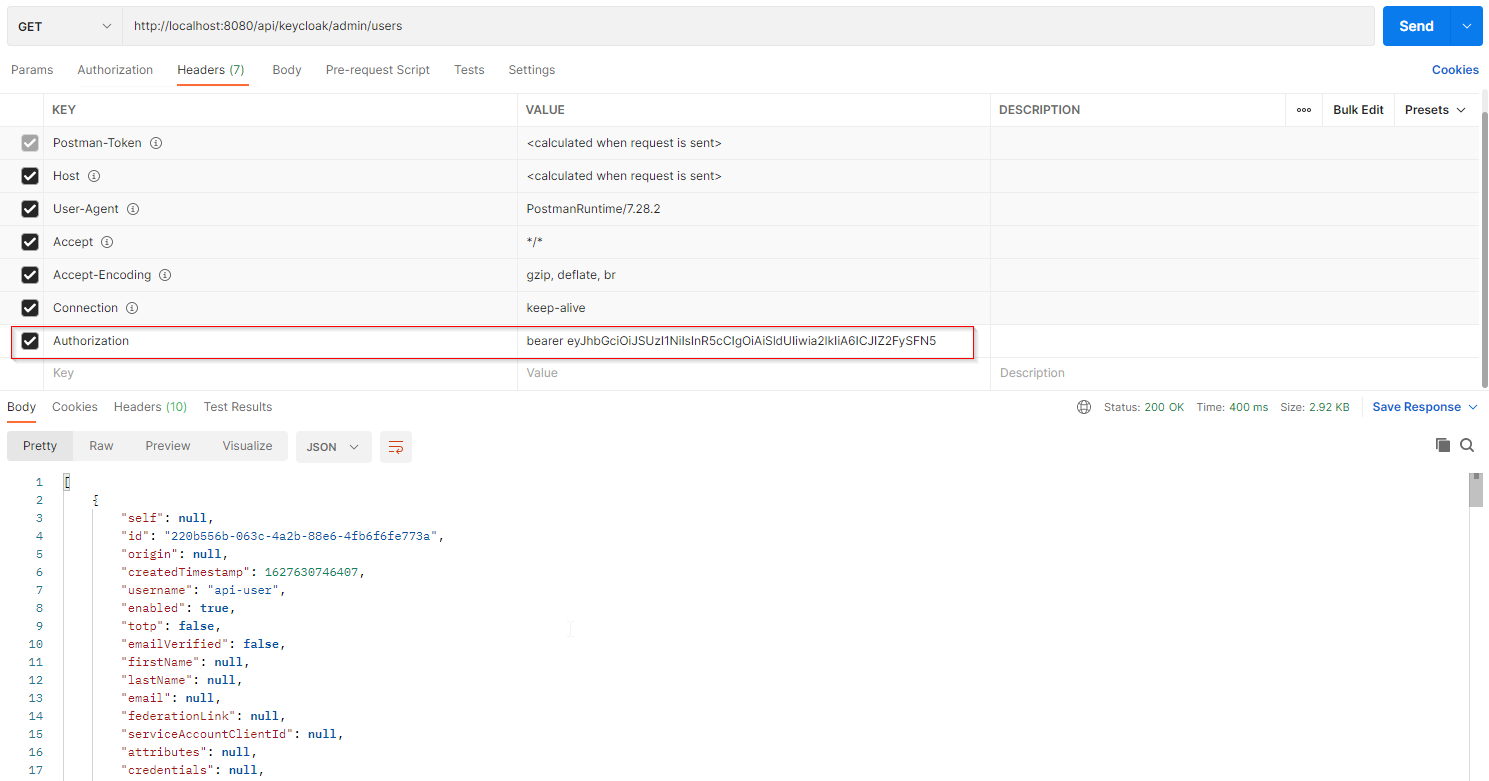 GET http://localhost:8080/api/keycloak/admin/users Send
Params Authorization Headers (7) Body Pre-request Script Tests Settings Cookies
KEY VALUE DESCRIPTION ooo Bulk Edit Presets
Postman-Token <calculated when request is sent>
Host <calculated when request is sent>
User-Agent PostmanRuntime/7.28.2
Accept */*
Accept-Encoding gzip, deflate, br
Connection keep-alive
Authorization bearer eyJhbGciOiJSUzI1NiIsInR5cCIgOiAiSldUIiwia2lkIiA6ICJIZ2FySFN5
Key Value Description
Body Cookies Headers (10) Test Results Status: 200 OK Time: 400 ms Size: 2.92 KB Save Response
Pretty Raw Preview Visualize JSON
1 [
2 {
3 "self": null,
4 "id": "220b556b-063c-4a2b-88e6-4fb6f6fe773a",
5 "origin": null,
6 "createdTimestamp": 1627630746407,
7 "username": "api-user",
8 "enabled": true,
9 "totp": false,
10 "emailVerified": false,
11 "firstName": null,
12 "lastName": null,
13 "email": null,
14 "federationLink": null,
15 "serviceAccountClientId": null,
16 "attributes": null,
17 "credentials": null,